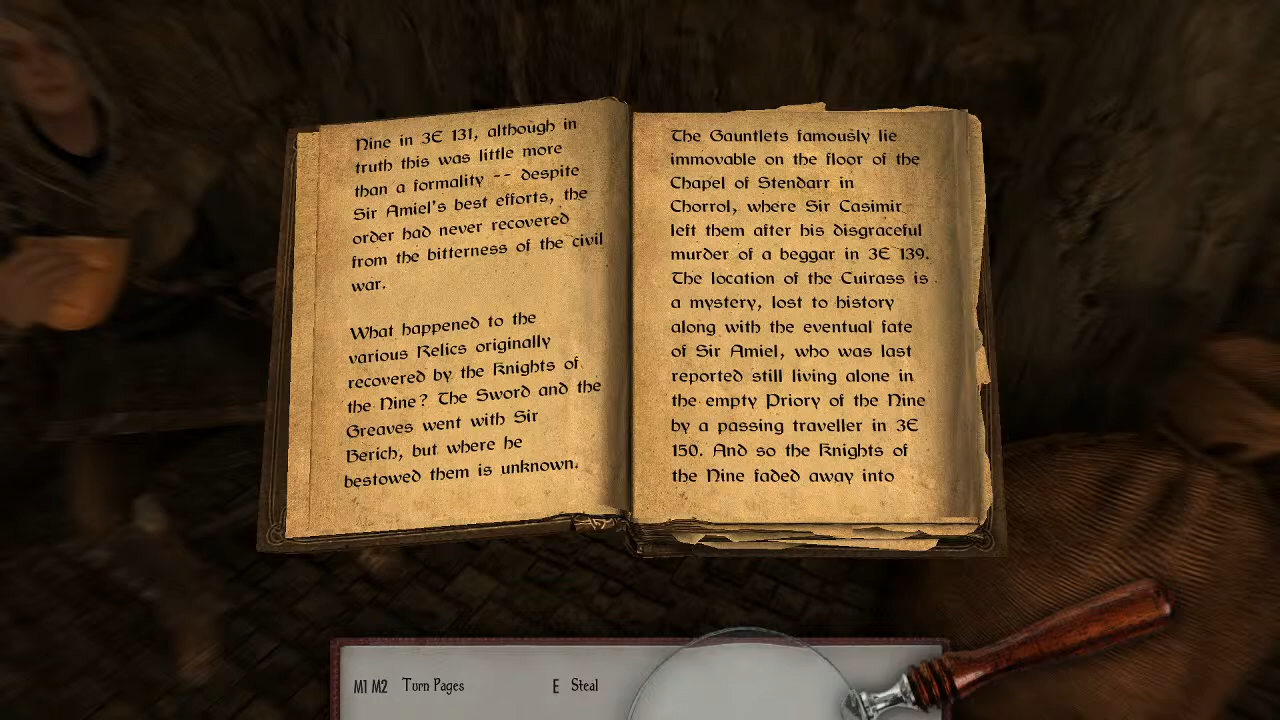 Nine in 3E 131, although in
truth this was little more
than a formality -- despite
Sir Amiel's best efforts, the
order had never recovered
from the bitterness of the civil
war.
What happened to the
various Relics originally
recovered by the Knights of
the Nine? The Sword and the
Greaves went with Sir
Berich, but where he
bestowed them is unknown.
The Gauntlets famously lie
immovable on the floor of the
Chapel of Stendarr in
Chorrol, where Sir Casimir
left them after his disgraceful
murder of a beggar in 3E 139.
The location of the Cuirass is
a mystery, lost to history
along with the eventual fate
of Sir Amiel, who was last
reported still living alone in
the empty Priory of the Nine
by a passing traveller in 3E
150. And so the Knights of
the Nine faded away into
M1 M2 Turn Pages E Steal